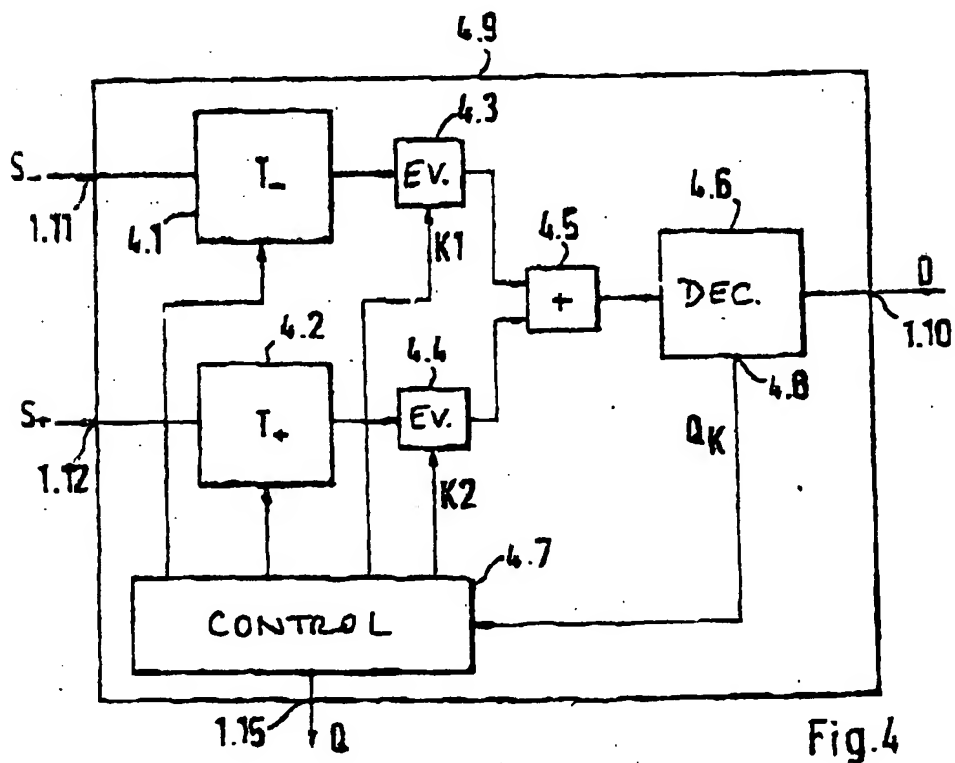 4.9
4.3
S- T- EV. 4.6
1.11 4.1 K1 4.5
+ DEC. D
4.2 4.4 1.10
S+ T+ EV. 4.8
1.12 K2 QK
4.7
CONTROL
1.15 Q
Fig.4